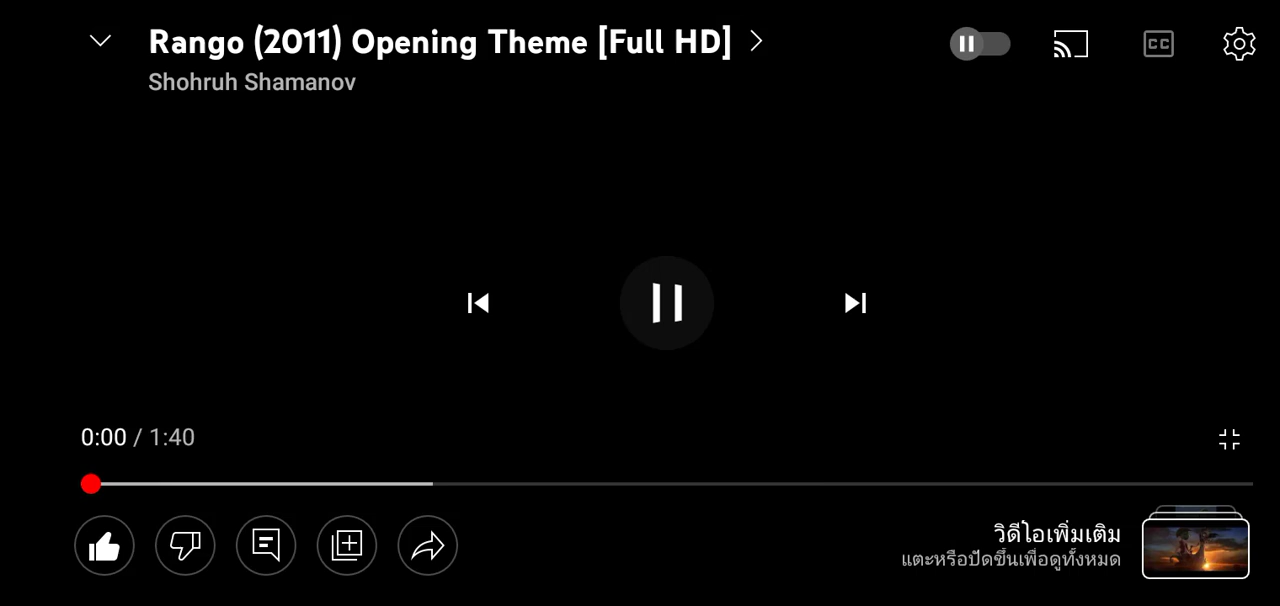 Rango (2011) Opening Theme [Full HD]
Shohruh Shamanov
CC
0:00 / 1:40
วิดีโอเพิ่มเติม
แตะหรือปัดขึ้นเพื่อดูทั้งหมด